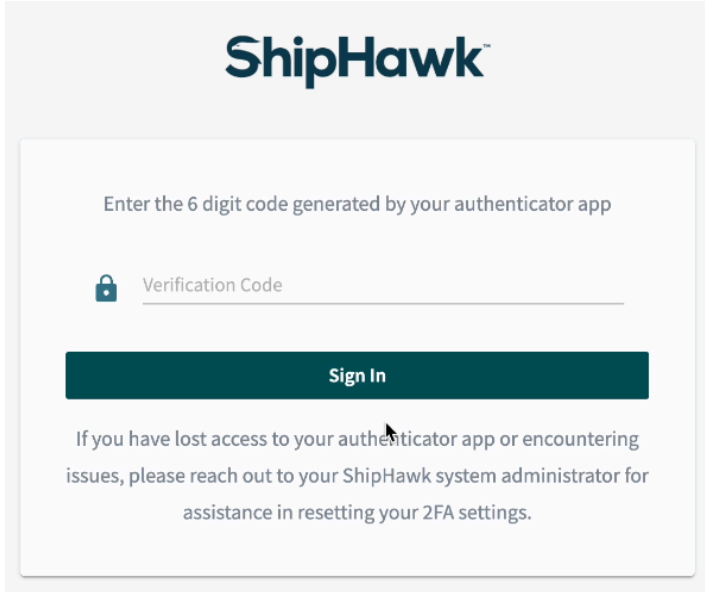 ShipHawk™
Enter the 6 digit code generated by your authenticator app
Verification Code
Sign In
If you have lost access to your authenticator app or encountering
issues, please reach out to your ShipHawk system administrator for
assistance in resetting your 2FA settings.